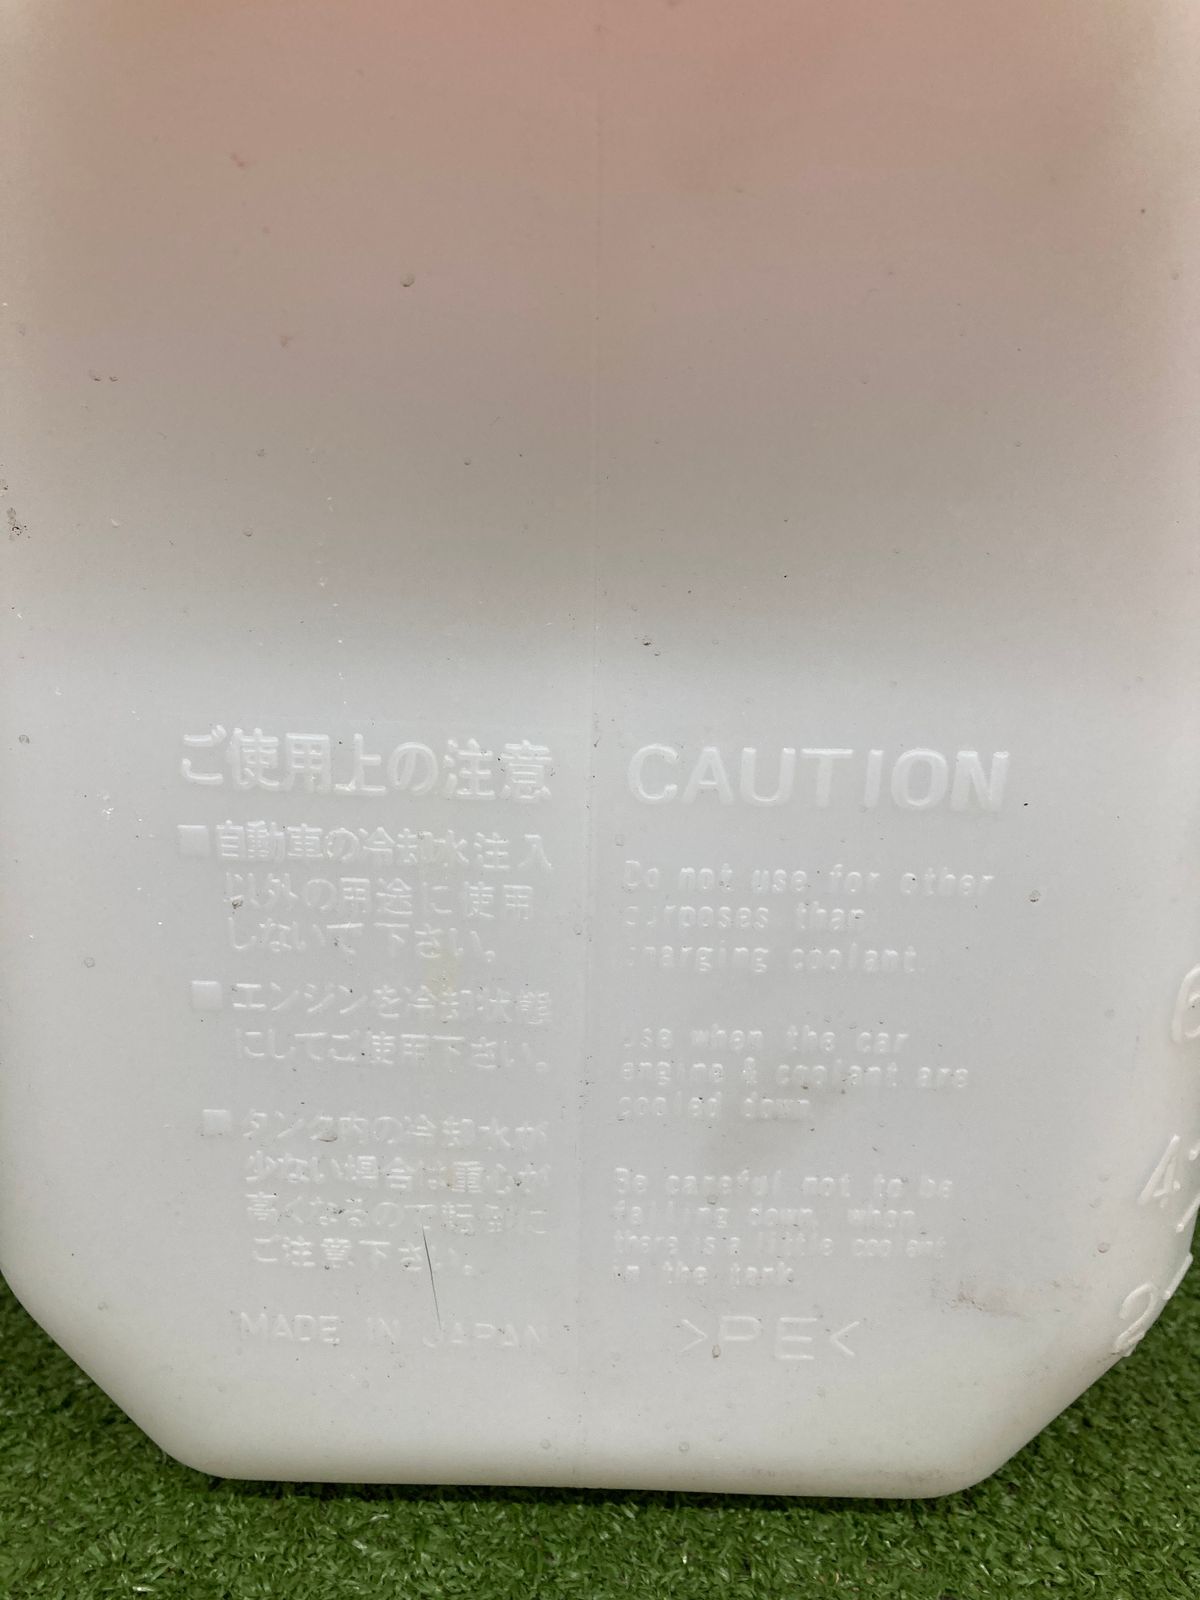 ご使用上の注意
■自動車の冷却水注入
以外の用途に使用
しないで下さい。
■エンジンを冷却状態
にしてご使用下さい。
■タンク内の冷却水が
少ない場合は重心が
高くなるので転倒に
ご注意下さい。
MADE IN JAPAN
CAUTION
Do not use for other
purposes than
charging coolant.
Use when the car
engine & coolant are
cooled down.
Be careful not to be
falling down when
there is a little coolant
in the tank.
>PE<
6
4
2